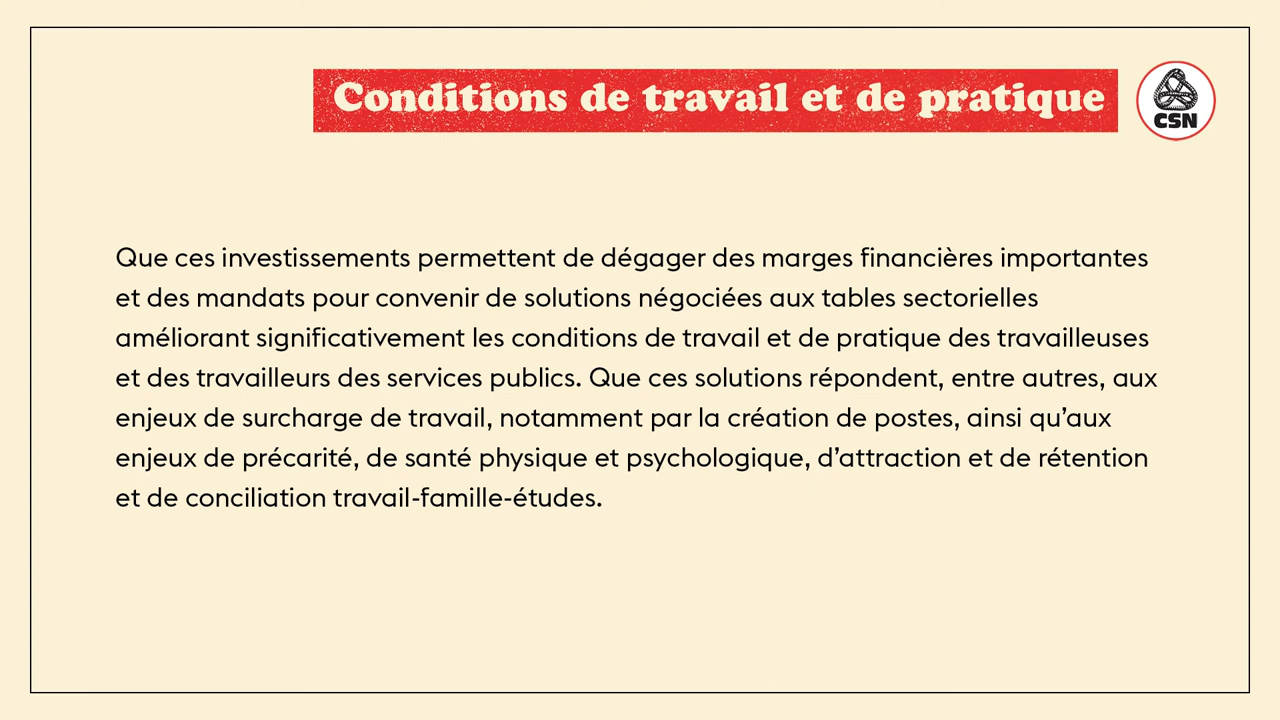 Conditions de travail et de pratique
CSN
Que ces investissements permettent de dégager des marges financières importantes
et des mandats pour convenir de solutions négociées aux tables sectorielles
améliorant significativement les conditions de travail et de pratique des travailleuses
et des travailleurs des services publics. Que ces solutions répondent, entre autres, aux
enjeux de surcharge de travail, notamment par la création de postes, ainsi qu’aux
enjeux de précarité, de santé physique et psychologique, d’attraction et de rétention
et de conciliation travail-famille-études.